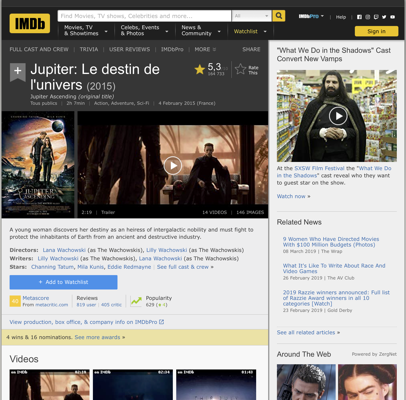 IMDb
Find Movies, TV shows, Celebrities and more...
All
Movies, TV & Showtimes
Celebs, Events & Photos
News & Community
Watchlist
IMDbPro
Help
Sign in
FULL CAST AND CREW | TRIVIA | USER REVIEWS | IMDbPro | MORE
SHARE
Jupiter: Le destin de l'univers (2015)
Jupiter Ascending (original title)
Tous publics | 2h 7min | Action, Adventure, Sci-Fi | 4 February 2015 (France)
5,3
Rate This
JUPITER
ASCENDING
2:19 | Trailer
14 VIDEOS | 146 IMAGES
A young woman discovers her destiny as an heiress of intergalactic nobility and must fight to
protect the inhabitants of Earth from an ancient and destructive industry.
Directors: Lana Wachowski (as The Wachowskis), Lilly Wachowski (as The Wachowskis)
Writers: Lilly Wachowski (as The Wachowskis), Lana Wachowski (as The Wachowskis)
Stars: Channing Tatum, Mila Kunis, Eddie Redmayne | See full cast & crew »
+ Add to Watchlist
40
Metascore
From metacritic.com
Reviews
819 user | 405 critic
Popularity
View production, box office, & company info on IMDbPro
4 wins & 16 nominations. See more awards »
Videos
"What We Do in the Shadows" Cast
Convert New Vamps
At the SXSW Film Festival the "What We Do
in the Shadows" cast reveal who they want
to guest star on the show.
Watch now »
Related News
9 Women Who Have Directed Movies
With $100 Million Budgets (Photos)
08 March 2019 | The Wrap
What It's Like To Write About Race And
Video Games
26 February 2019 | The AV Club
2019 Razzie winners announced: Full list
of Razzie Award winners in all 10
categories [Watch]
23 February 2019 | Gold Derby
See all related articles »
Around The Web
Powered by ZergNet